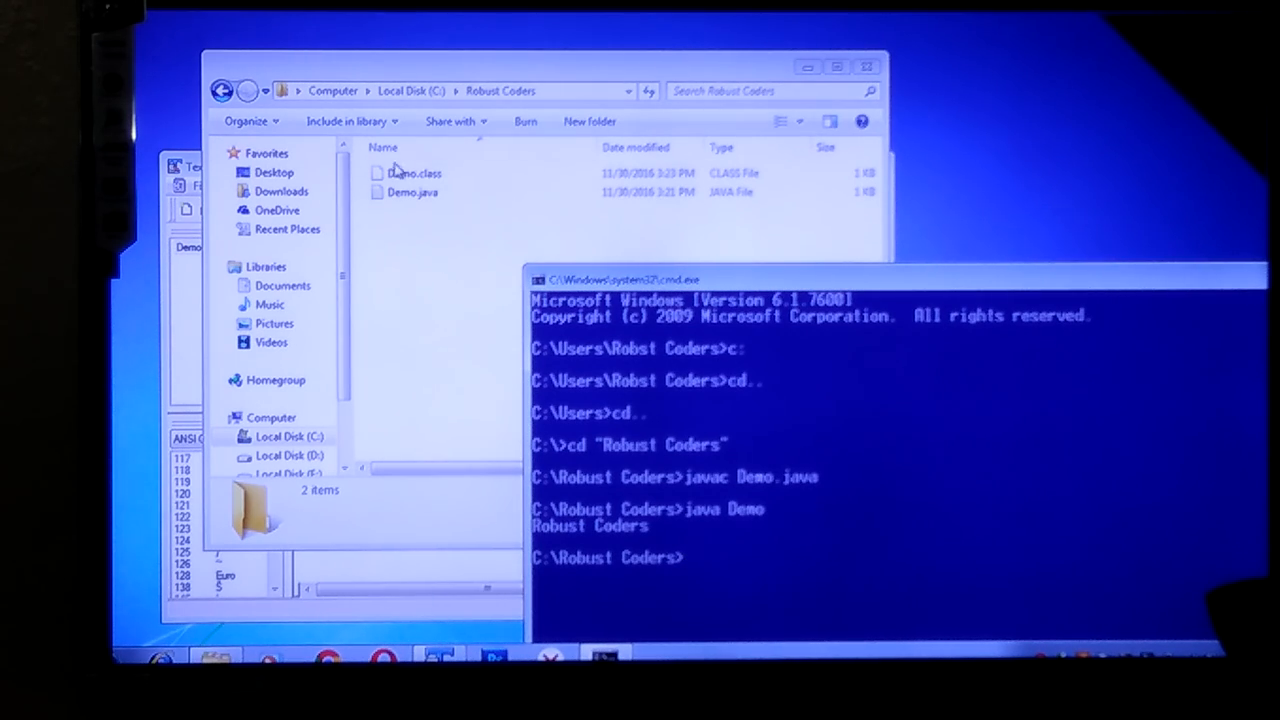 Computer Local Disk (C:) Robust Coders
Search Robust Coders
Organize Include in library Share with Burn New folder
Name Date modified Type Size
Demo.class 11/30/2016 3:23 PM CLASS File 1 KB
Demo.java 11/30/2016 3:21 PM JAVA File 1 KB
Favorites
Desktop
Downloads
OneDrive
Recent Places
Libraries
Documents
Music
Pictures
Videos
Homegroup
Computer
Local Disk (C:)
Local Disk (D:)
2 items
Demo
ANSI
117
118
119
120
121
122
123
124
125
126 ~
128 Euro
138 Š
C:\Windows\system32\cmd.exe
Microsoft Windows [Version 6.1.7600]
Copyright (c) 2009 Microsoft Corporation. All rights reserved.
C:\Users\Robst Coders>c:
C:\Users\Robst Coders>cd..
C:\Users>cd..
C:\>cd "Robust Coders"
C:\Robust Coders>javac Demo.java
C:\Robust Coders>java Demo
Robust Coders
C:\Robust Coders>